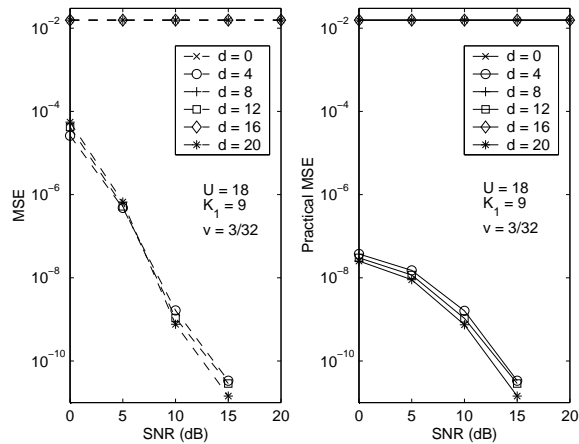 10^-2
10^-4
10^-6
10^-8
10^-10
MSE
0 5 10 15 20
SNR (dB)
d = 0
d = 4
d = 8
d = 12
d = 16
d = 20
U = 18
K_1 = 9
v = 3/32
10^-2
10^-4
10^-6
10^-8
10^-10
Practical MSE
0 5 10 15 20
SNR (dB)
d = 0
d = 4
d = 8
d = 12
d = 16
d = 20
U = 18
K_1 = 9
v = 3/32